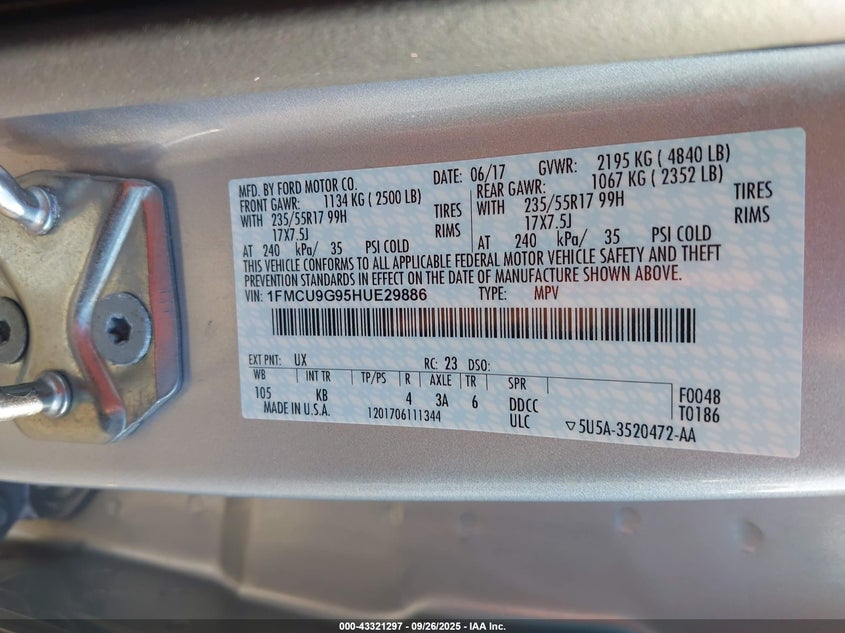 MFD. BY FORD MOTOR CO. DATE: 06/17 GVWR: 2195 KG ( 4840 LB)
FRONT GAWR: 1134 KG ( 2500 LB) REAR GAWR: 1067 KG ( 2352 LB)
WITH 235/55R17 99H TIRES WITH 235/55R17 99H TIRES
17X7.5J RIMS 17X7.5J RIMS
AT 240 kPa/ 35 PSI COLD AT 240 kPa/ 35 PSI COLD
THIS VEHICLE CONFORMS TO ALL APPLICABLE FEDERAL MOTOR VEHICLE SAFETY AND THEFT
PREVENTION STANDARDS IN EFFECT ON THE DATE OF MANUFACTURE SHOWN ABOVE.
VIN: 1FMCU9G95HUE29886 TYPE: MPV
EXT PNT: UX RC: 23 DSO:
WB INT TR TP/PS R AXLE TR SPR
105 KB 4 3A 6 DDCC F0048
MADE IN U.S.A. 1201706111344 ULC ▽5U5A-3520472-AA T0186
000-43321297 - 09/26/2025 - IAA Inc.